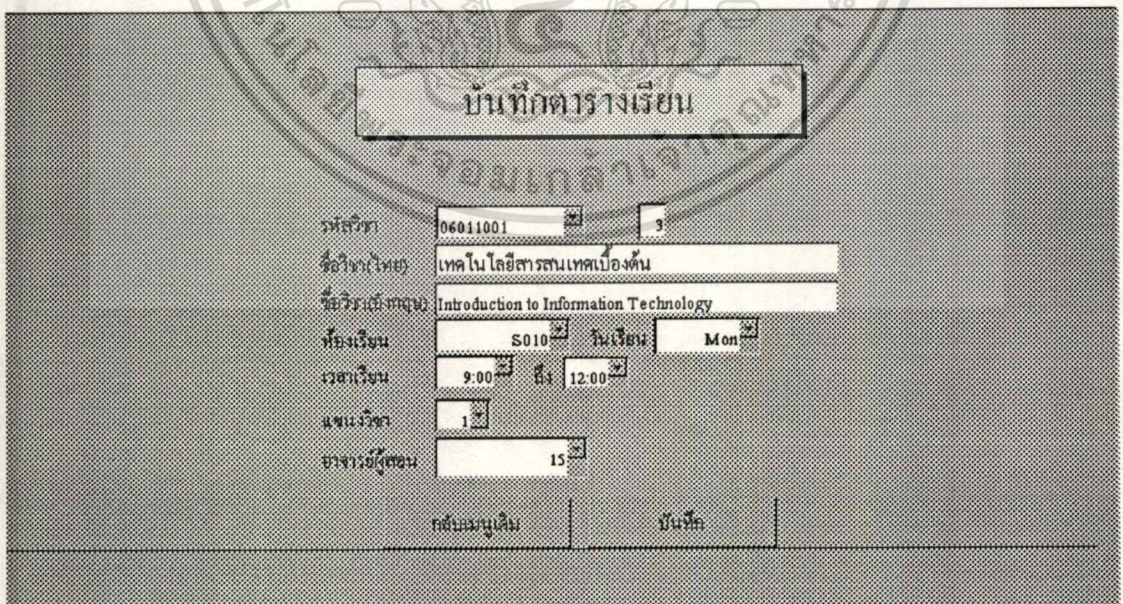 บันทึกตารางเรียน
รหัสวิชา 06011001 3
ชื่อวิชา(ไทย) เทคโนโลยีสารสนเทศเบื้องต้น
ชื่อวิชา(อังกฤษ) Introduction to Information Technology
ห้องเรียน S010 วันเรียน Mon
เวลาเรียน 9:00 ถึง 12:00
แขนงวิชา 1
อาจารย์ผู้สอน 15
กลับเมนูเดิม บันทึก